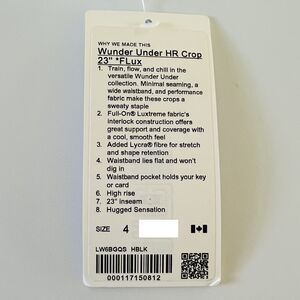 WHY WE MADE THIS
Wunder Under HR Crop
23" *FLux
1. Train, flow, and chill in the
versatile Wunder Under
collection. Minimal seaming, a
wide waistband, and performance
fabric make these crops a
sweaty staple
2. Full-On® Luxtreme fabric's
interlock construction offers
great support and coverage with
a cool, smooth feel
3. Added Lycra® fibre for stretch
and shape retention
4. Waistband lies flat and won't
dig in
5. Waistband pocket holds your key
or card
6. High rise
7. 23" inseam
8. Hugged Sensation
SIZE 4
LW6BGQS HBLK
000117150812